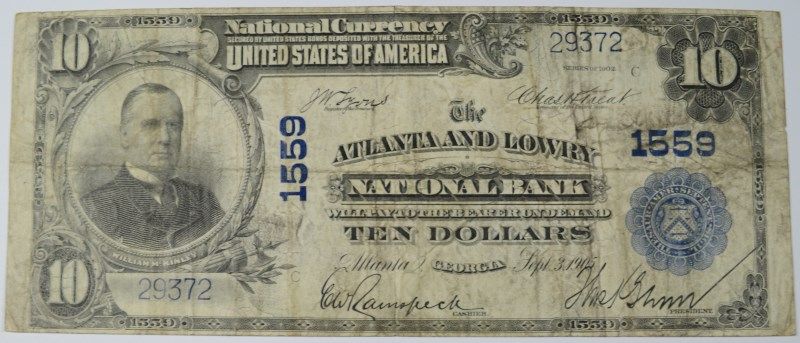 1559
1559
10
National Currency
SECURED BY UNITED STATES BONDS DEPOSITED WITH THE TREASURER OF THE
UNITED STATES OF AMERICA
29372
SERIES OF 1902.
C
10
1559
The
ATLANTA AND LOWRY
1559
NATIONAL BANK
WILL PAY TO THE BEARER ON DEMAND
TEN DOLLARS
WILLIAM McKINLEY
Atlanta
GEORGIA
Sept. 3, 1915
10
29372
C
CASHIER.
PRESIDENT.
1559
1559